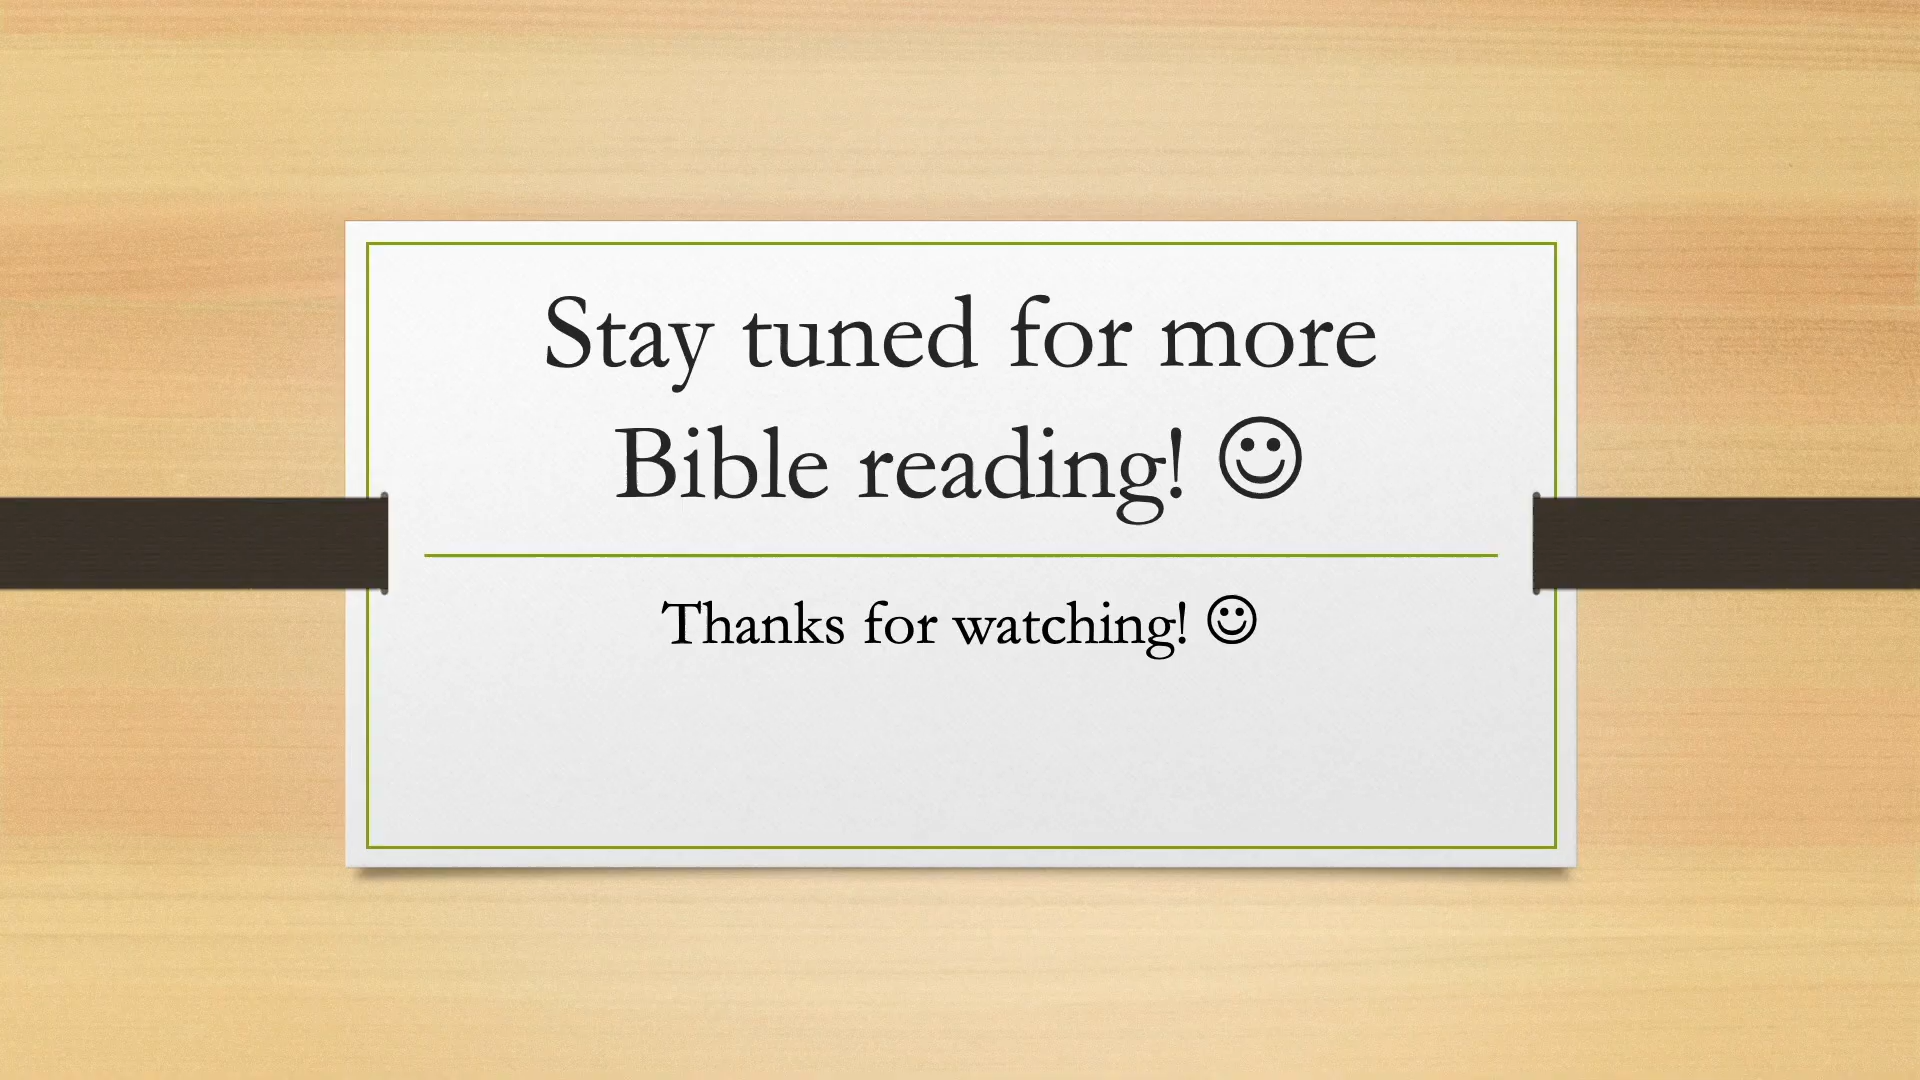 Stay tuned for more
Bible reading! ☺
Thanks for watching! ☺